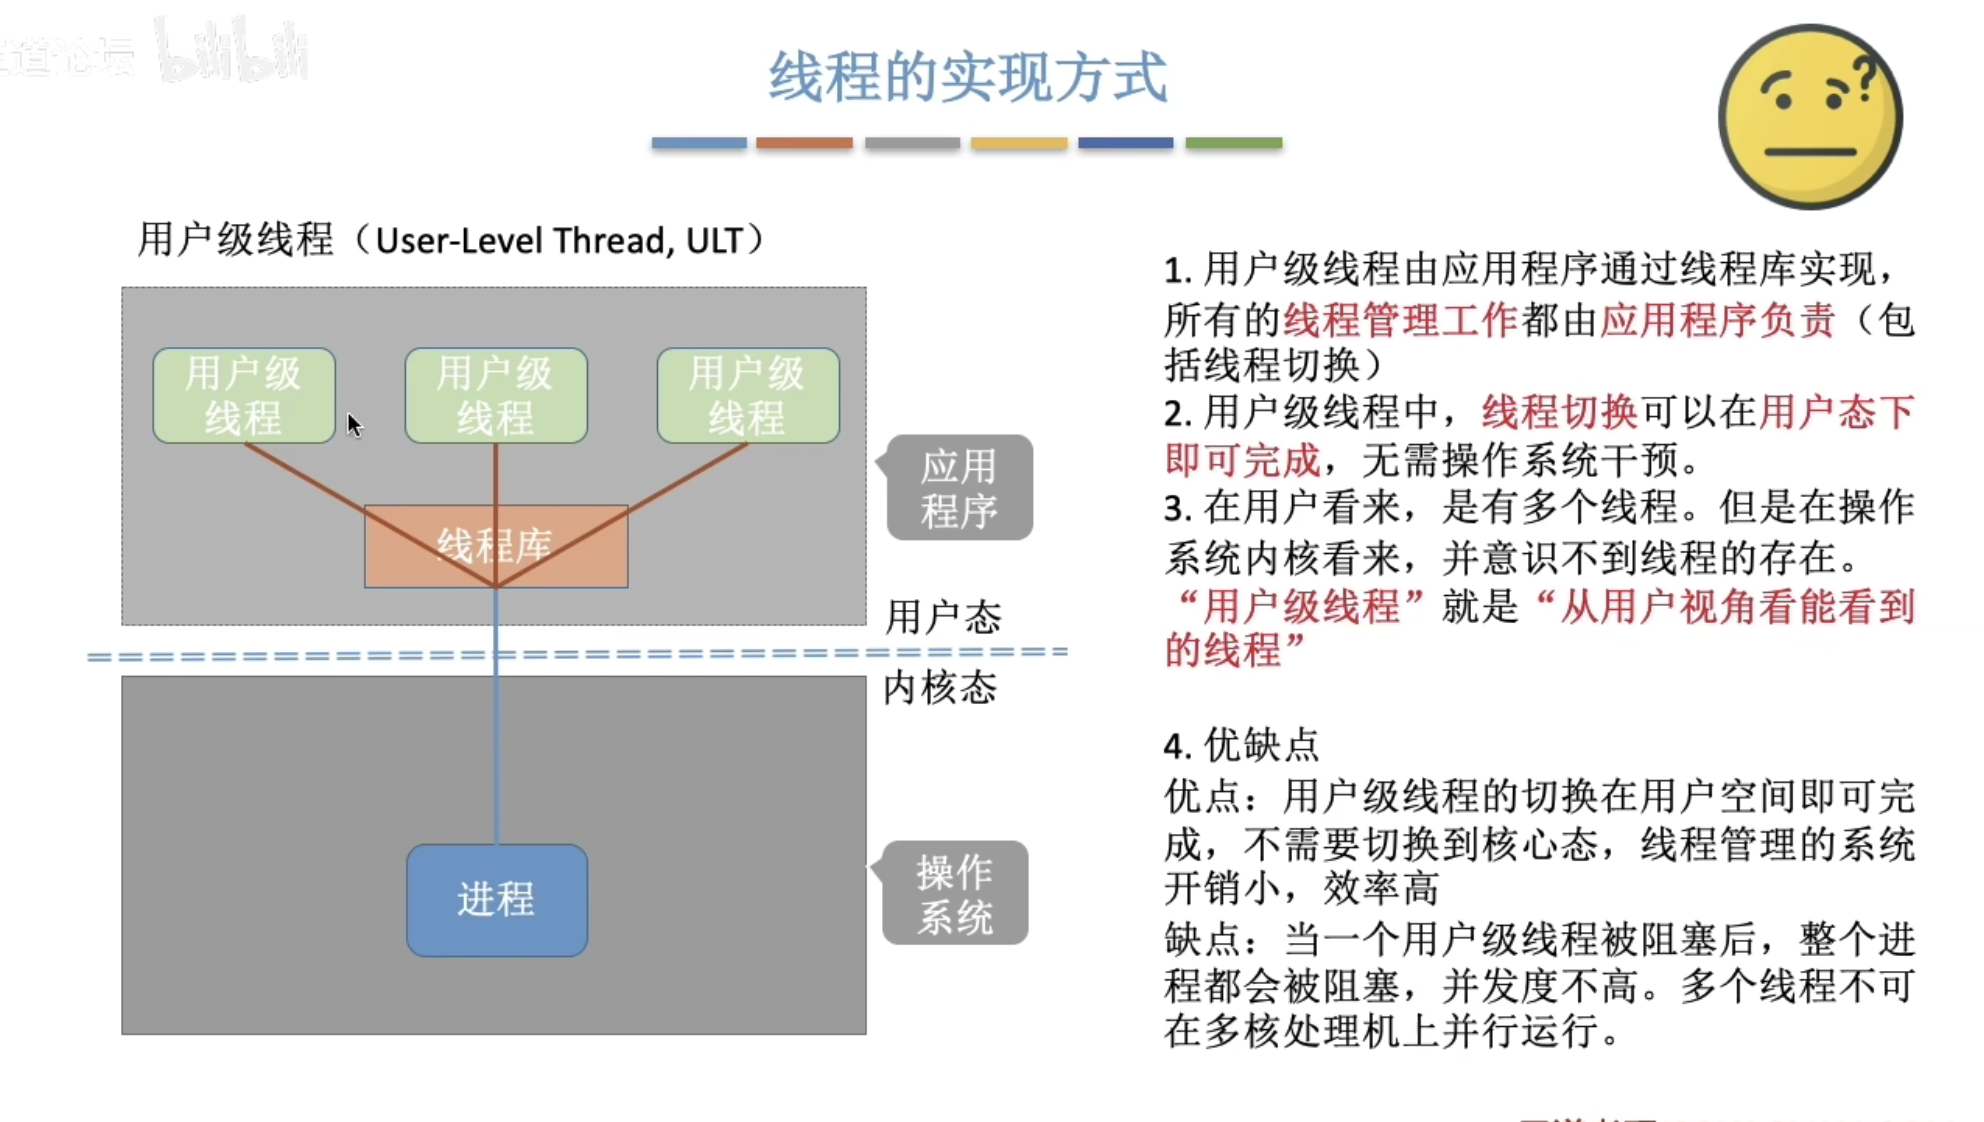 道论坛 bilibili
线程的实现方式
用户级线程（User-Level Thread, ULT）
用户级
线程
用户级
线程
用户级
线程
线程库
应用
程序
用户态
内核态
进程
操作
系统
1. 用户级线程由应用程序通过线程库实现，
所有的线程管理工作都由应用程序负责（包
括线程切换）
2. 用户级线程中，线程切换可以在用户态下
即可完成，无需操作系统干预。
3. 在用户看来，是有多个线程。但是在操作
系统内核看来，并意识不到线程的存在。
“用户级线程”就是“从用户视角看能看到
的线程”
4. 优缺点
优点：用户级线程的切换在用户空间即可完
成，不需要切换到核心态，线程管理的系统
开销小，效率高
缺点：当一个用户级线程被阻塞后，整个进
程都会被阻塞，并发度不高。多个线程不可
在多核处理机上并行运行。